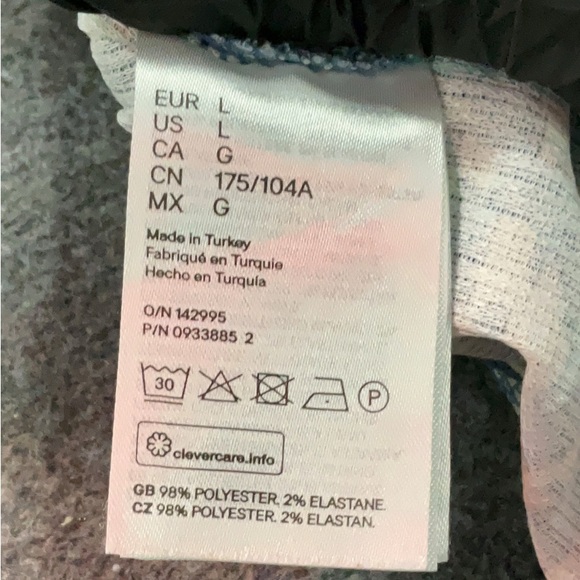 EUR L
US L
CA G
CN 175/104A
MX G
Made in Turkey
Fabriqué en Turquie
Hecho en Turquía
O/N 142995
P/N 0933885 2
30 P
clevercare.info
GB 98% POLYESTER. 2% ELASTANE.
CZ 98% POLYESTER. 2% ELASTAN.